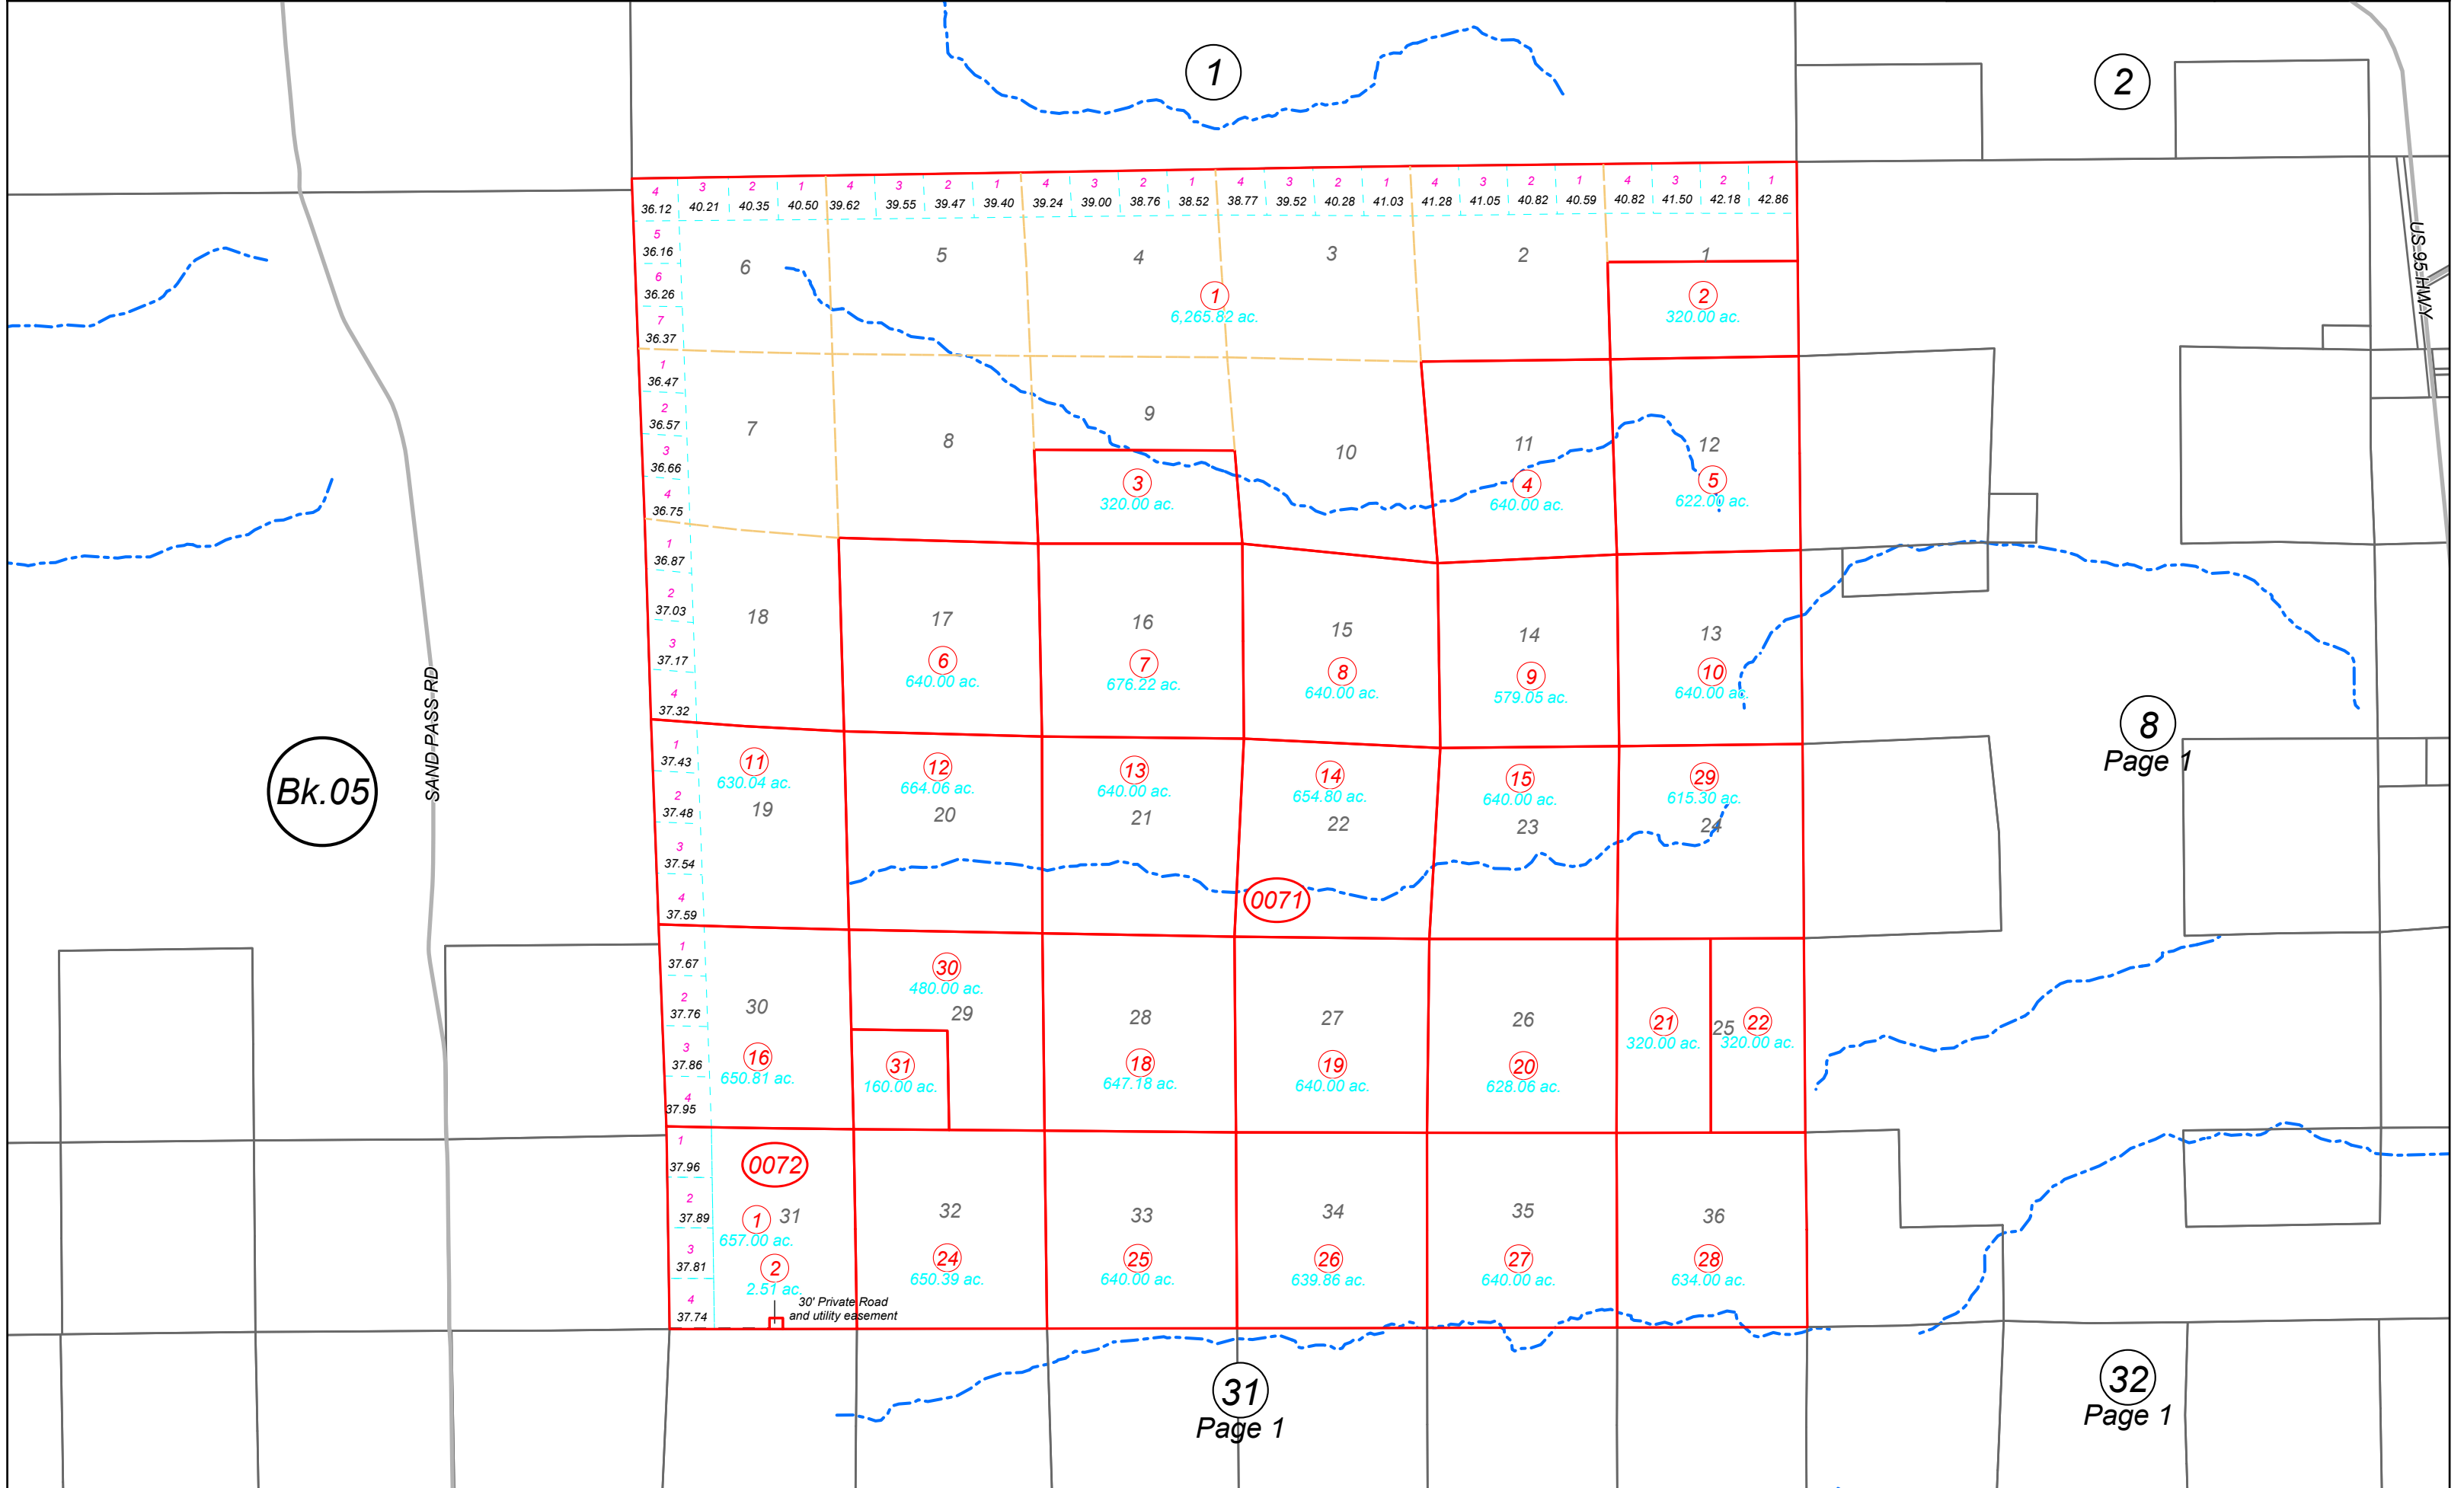 1
2
4 3 2 1 4 3 2 1 4 3 2 1 4 3 2 1 4 3 2 1 4 3 2 1
36.12 40.21 40.35 40.50 39.62 39.55 39.47 39.40 39.24 39.00 38.76 38.52 38.77 39.52 40.28 41.03 41.28 41.05 40.82 40.59 40.82 41.50 42.18 42.86
US 95 HWY
5
36.16
6
36.26
7
36.37
6 5 4 3 2 1
1
6,265.82 ac.
2
320.00 ac.
1
36.47
2
36.57
3
36.66
4
36.75
7 8 9 10 11 12
3
320.00 ac.
4
640.00 ac.
5
622.00 ac.
1
36.87
2
37.03
3
37.17
4
37.32
18 17 16 15 14 13
6
640.00 ac.
7
676.22 ac.
8
640.00 ac.
9
579.05 ac.
10
640.00 ac.
SAND PASS RD
Bk.05
8
Page 1
1
37.43
2
37.48
3
37.54
4
37.59
11
630.04 ac.
19
12
664.06 ac.
20
13
640.00 ac.
21
14
654.80 ac.
22
15
640.00 ac.
23
29
615.30 ac.
24
0071
1
37.67
2
37.76
3
37.86
4
37.95
30
16
650.81 ac.
30
480.00 ac.
29
31
160.00 ac.
28
18
647.18 ac.
27
19
640.00 ac.
26
20
628.06 ac.
21
320.00 ac.
25
22
320.00 ac.
1
37.96
2
37.89
3
37.81
4
37.74
0072
1 31
657.00 ac.
2
2.51 ac.
30' Private Road
and utility easement
32
24
650.39 ac.
33
25
640.00 ac.
34
26
639.86 ac.
35
27
640.00 ac.
36
28
634.00 ac.
31
Page 1
32
Page 1